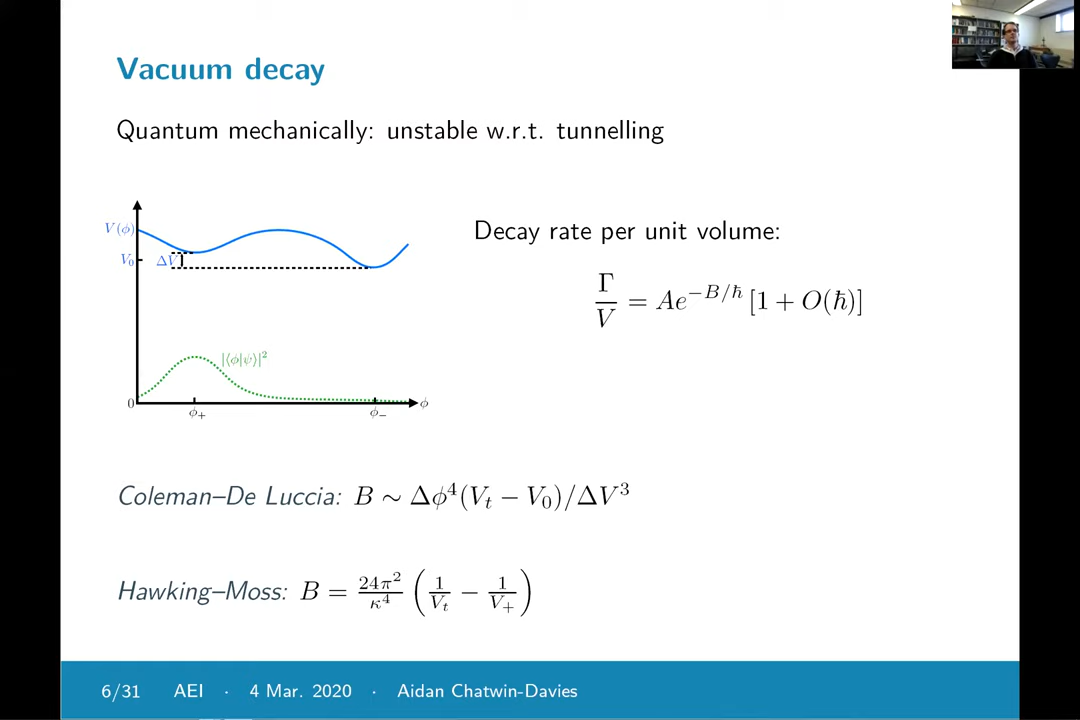 Vacuum decay
Quantum mechanically: unstable w.r.t. tunnelling
V(ϕ)
V₀
ΔV
|⟨ϕ|ψ⟩|²
0
ϕ₊
ϕ₋
ϕ
Decay rate per unit volume:
Γ/V = Ae^{−B/ℏ} [1 + O(ℏ)]
Coleman–De Luccia: B ∼ Δϕ⁴(Vₜ − V₀)/ΔV³
Hawking–Moss: B = 24π²/κ⁴ (1/Vₜ − 1/V₊)
6/31 AEI · 4 Mar. 2020 · Aidan Chatwin-Davies